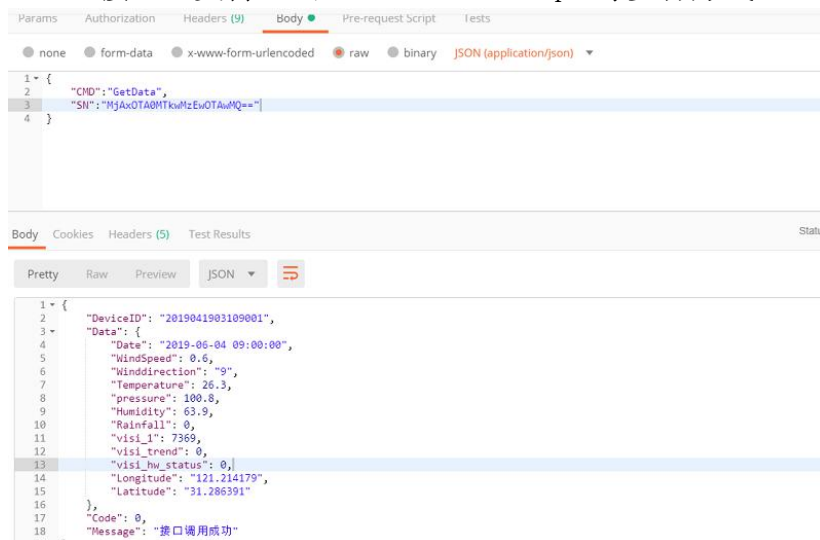 Params Authorization Headers (9) Body Pre-request Script Tests
none form-data x-www-form-urlencoded raw binary JSON (application/json)
1 {
2 "CMD":"GetData",
3 "SN":"MjAxOTA0MTkwMzEwOTAwMQ=="
4 }
Body Cookies Headers (5) Test Results Statu
Pretty Raw Preview JSON
1 {
2 "DeviceID": "2019041903109001",
3 "Data": {
4 "Date": "2019-06-04 09:00:00",
5 "WindSpeed": 0.6,
6 "Winddirection": "9",
7 "Temperature": 26.3,
8 "pressure": 100.8,
9 "Humidity": 63.9,
10 "Rainfall": 0,
11 "visi_1": 7369,
12 "visi_trend": 0,
13 "visi_hw_status": 0,
14 "Longitude": "121.214179",
15 "Latitude": "31.286391"
16 },
17 "Code": 0,
18 "Message": "接口调用成功"